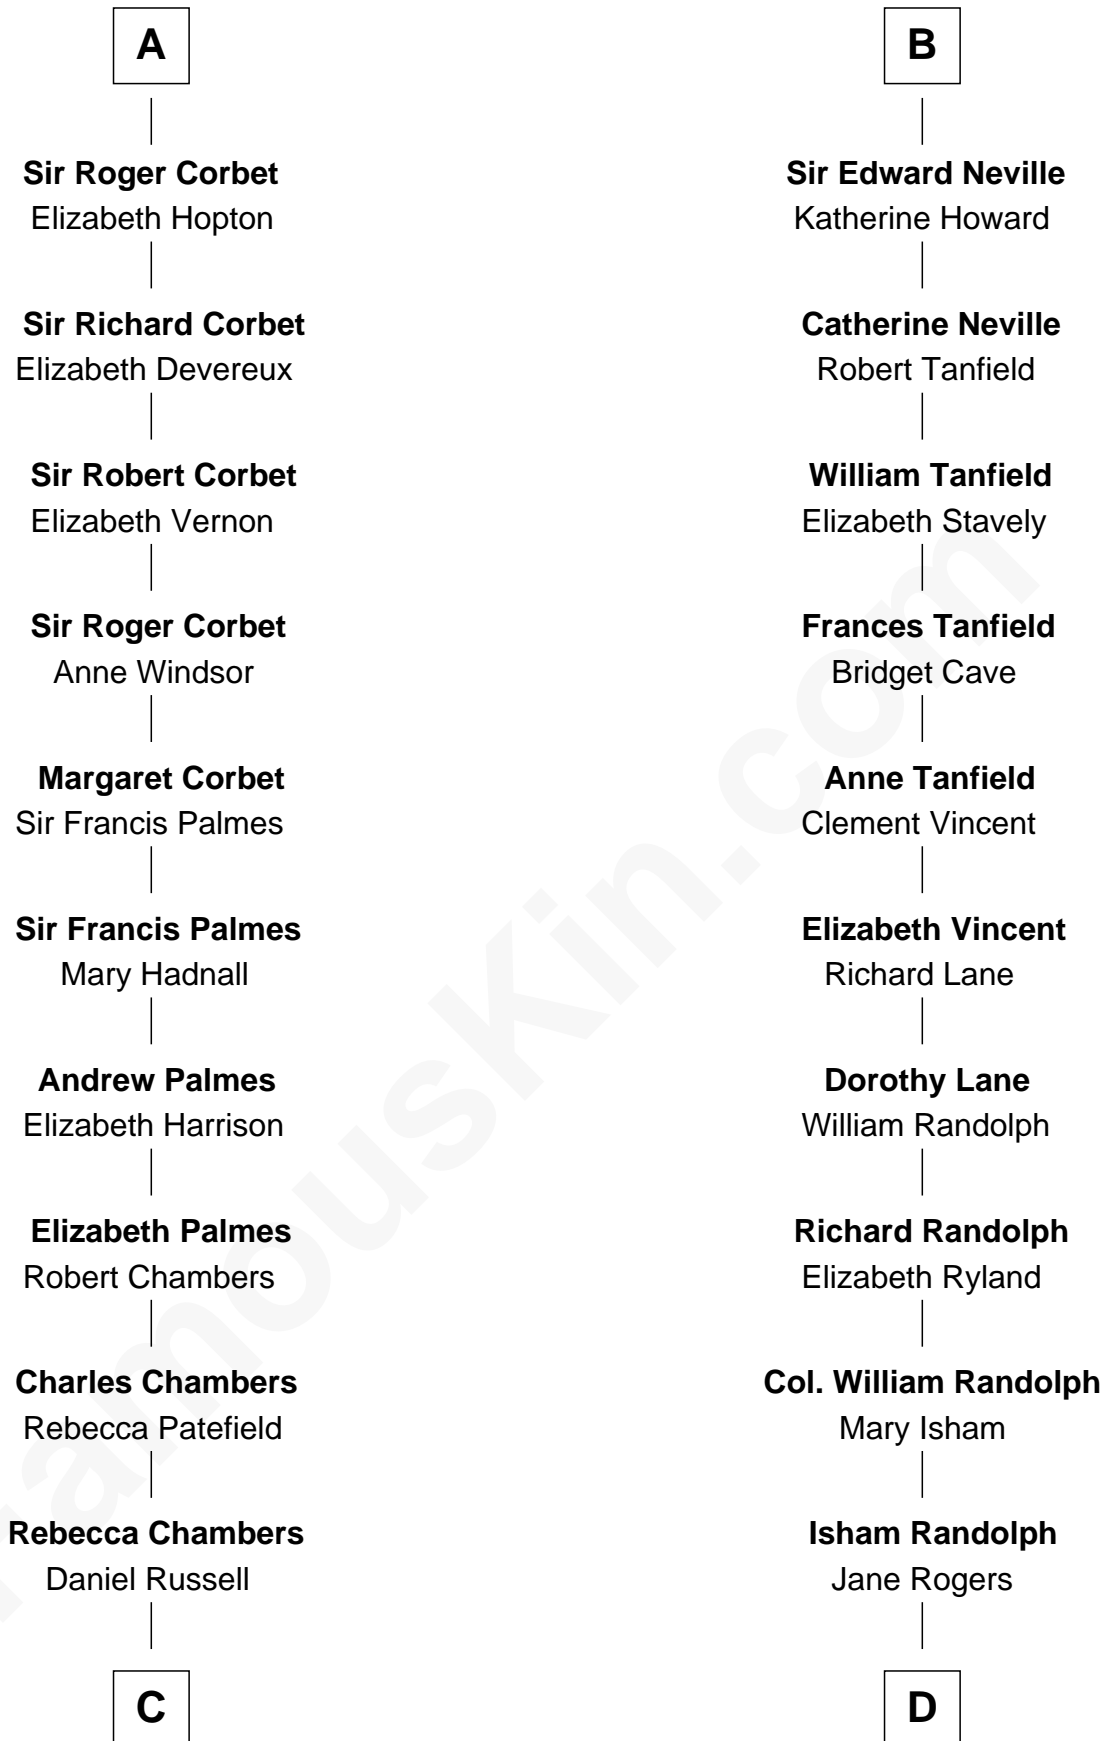 A
Sir Roger Corbet
Elizabeth Hopton
Sir Richard Corbet
Elizabeth Devereux
Sir Robert Corbet
Elizabeth Vernon
Sir Roger Corbet
Anne Windsor
Margaret Corbet
Sir Francis Palmes
Sir Francis Palmes
Mary Hadnall
Andrew Palmes
Elizabeth Harrison
Elizabeth Palmes
Robert Chambers
Charles Chambers
Rebecca Patefield
Rebecca Chambers
Daniel Russell
C
B
Sir Edward Neville
Katherine Howard
Catherine Neville
Robert Tanfield
William Tanfield
Elizabeth Stavely
Frances Tanfield
Bridget Cave
Anne Tanfield
Clement Vincent
Elizabeth Vincent
Richard Lane
Dorothy Lane
William Randolph
Richard Randolph
Elizabeth Ryland
Col. William Randolph
Mary Isham
Isham Randolph
Jane Rogers
D
FamousKin.com